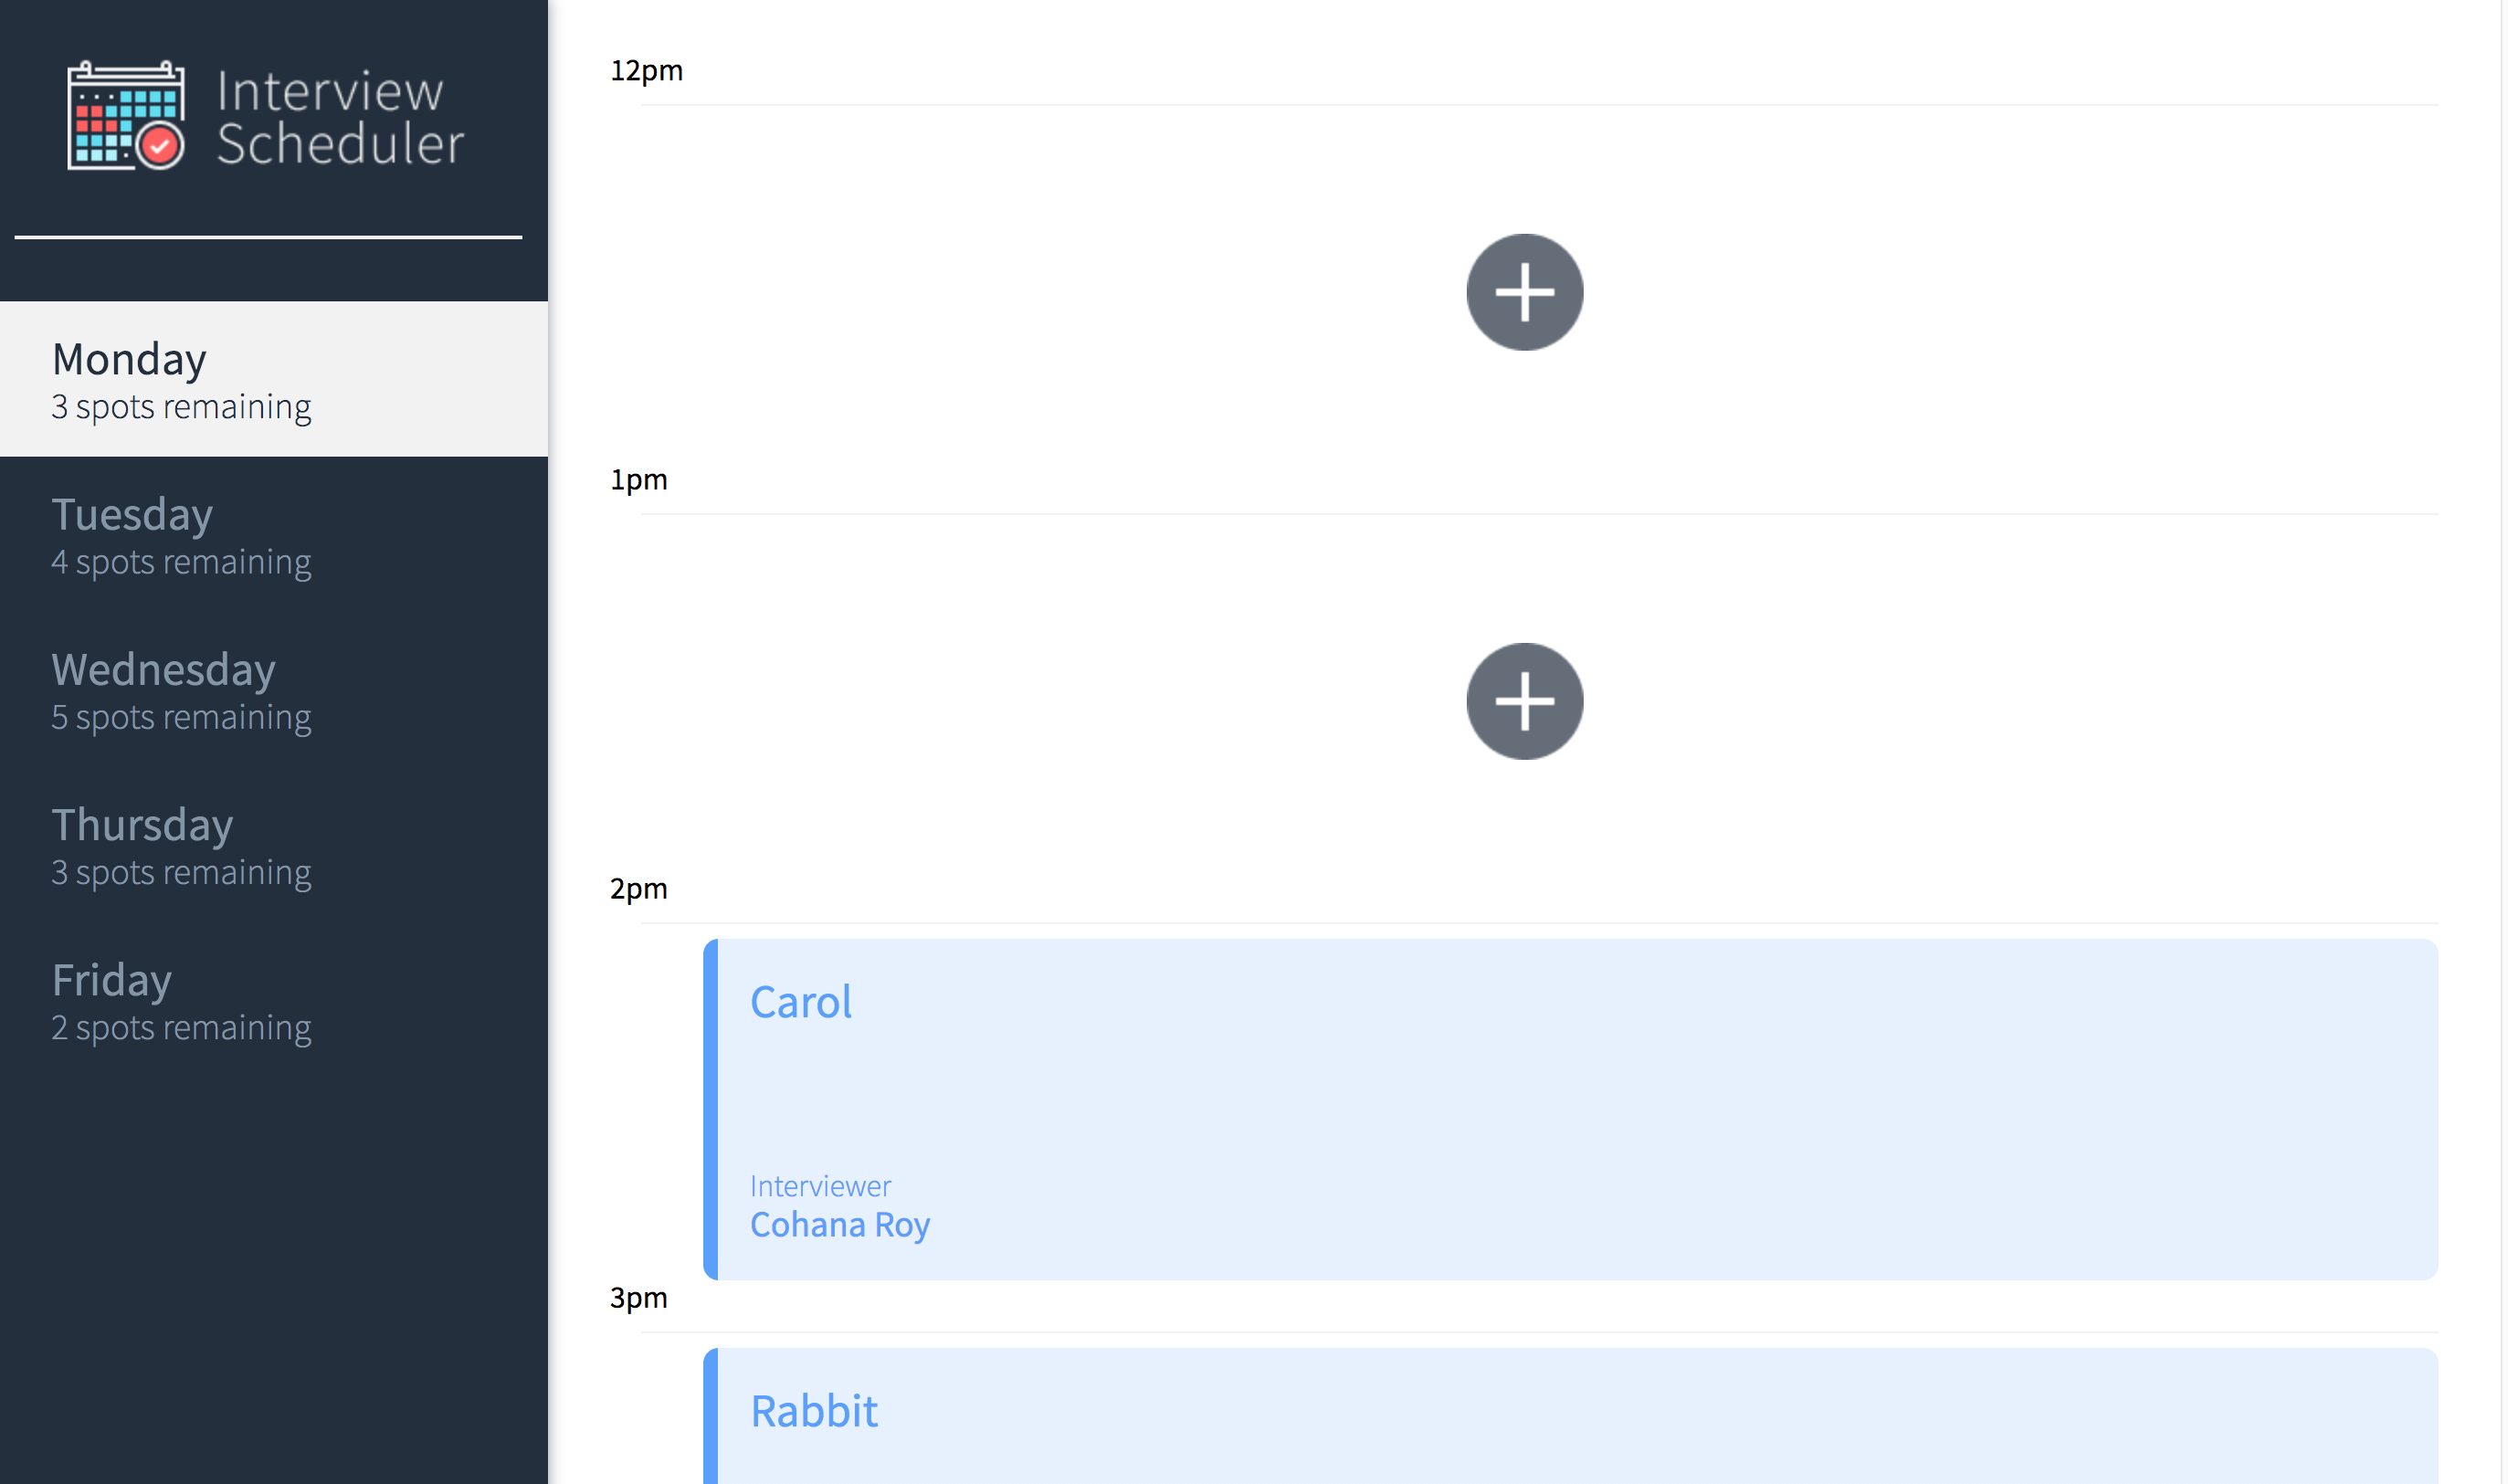 Interview
Scheduler
Monday
3 spots remaining
Tuesday
4 spots remaining
Wednesday
5 spots remaining
Thursday
3 spots remaining
Friday
2 spots remaining
12pm
1pm
2pm
Carol
Interviewer
Cohana Roy
3pm
Rabbit